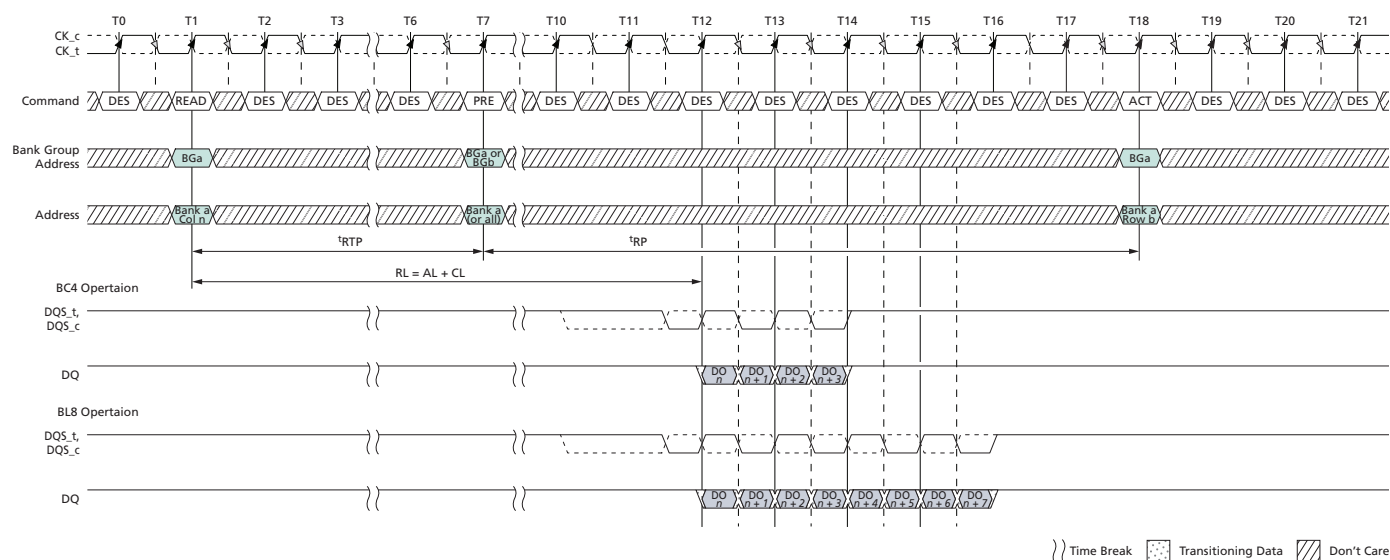 T0 T1 T2 T3 T6 T7 T10 T11 T12 T13 T14 T15 T16 T17 T18 T19 T20 T21
CK_c
CK_t
Command DES READ DES DES DES PRE DES DES DES DES DES DES DES DES ACT DES DES DES
Bank Group
Address
BGa
BGa or
BGb
BGa
Address
Bank a
Col n
Bank a
(or all)
Bank a
Row b
tRTP tRP
RL = AL + CL
BC4 Opertaion
DQS_t,
DQS_c
DQ
DO
n
DO
n + 1
DO
n + 2
DO
n + 3
BL8 Opertaion
DQS_t,
DQS_c
DQ
DO
n
DO
n + 1
DO
n + 2
DO
n + 3
DO
n + 4
DO
n + 5
DO
n + 6
DO
n + 7
Time Break Transitioning Data Don't Care